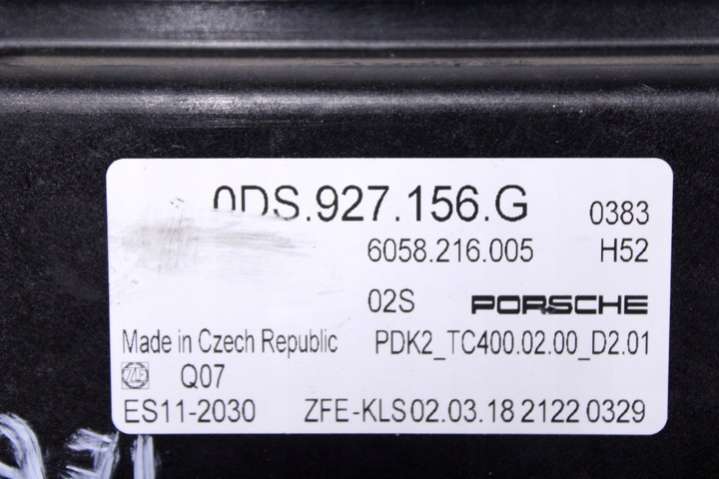 0DS.927.156.G 0383
6058.216.005 H52
02S PORSCHE
Made in Czech Republic PDK2_TC400.02.00_D2.01
ZF Q07
ES11-2030 ZFE-KLS 02.03.18 2122 0329